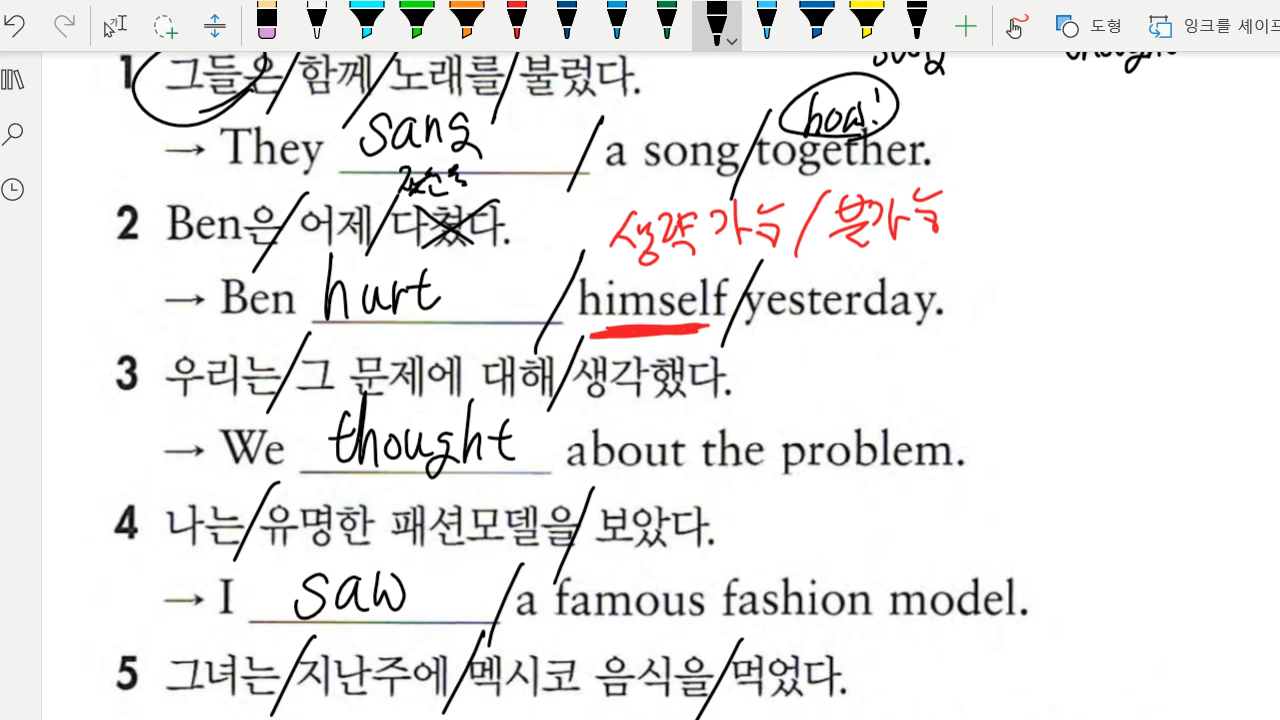 도형
잉크를 셰이프
1 그들은/함께/노래를/불렀다.
how!
→ They sang / a song/together.
2 Ben은/어제/다쳤다.
생략 가능/불가능
→ Ben hurt / himself/yesterday.
3 우리는/그 문제에 대해/생각했다.
→ We thought about the problem.
4 나는/유명한 패션모델을/보았다.
→ I saw /a famous fashion model.
5 그녀는/지난주에/멕시코 음식을/먹었다.